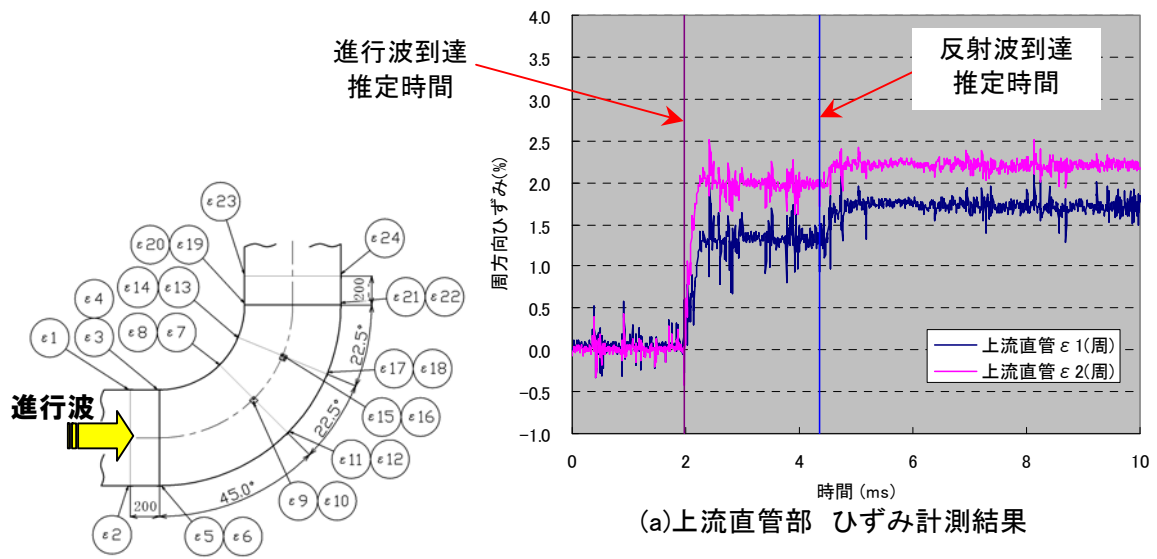 ε23
ε20 ε19
ε24
ε14 ε13
ε4
200
ε21 ε22
ε1
ε3
ε8 ε7
22.5°
ε17 ε18
進行波
ε15 ε16
22.5°
ε11 ε12
45.0°
ε9 ε10
200
ε2
ε5 ε6
進行波到達
推定時間
反射波到達
推定時間
周方向ひずみ(%)
4.0
3.5
3.0
2.5
2.0
1.5
1.0
0.5
0.0
-0.5
-1.0
上流直管ε1(周)
上流直管ε2(周)
0 2 4 6 8 10
時間 (ms)
(a)上流直管部 ひずみ計測結果